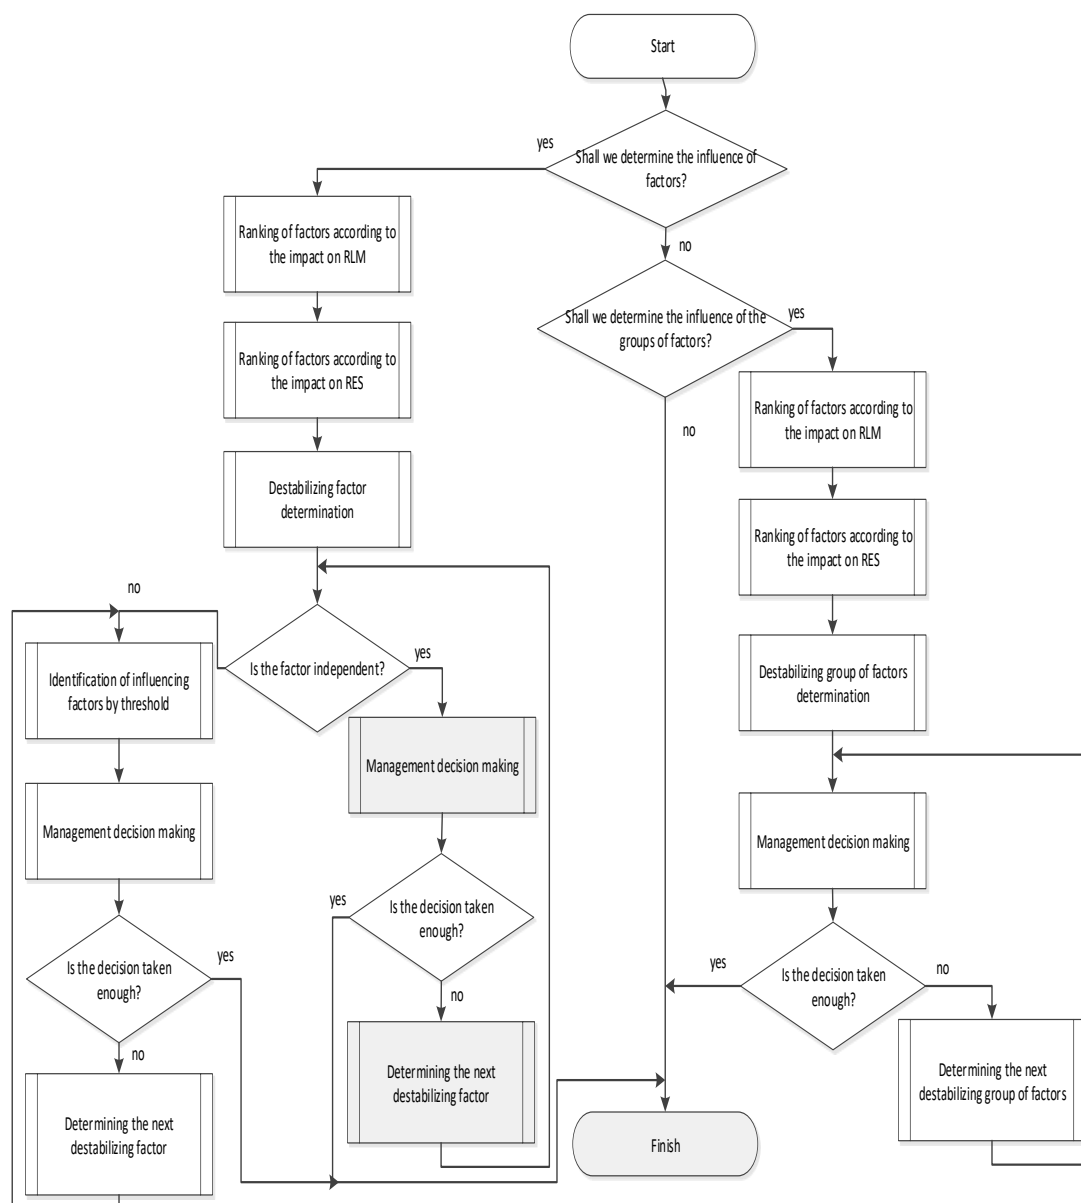 Start
yes
Shall we determine the influence of
factors?
Ranking of factors according to
the impact on RLM
no
Shall we determine the influence of the
groups of factors?
yes
Ranking of factors according to
the impact on RES
Ranking of factors according to
the impact on RLM
no
Destabilizing factor
determination
Ranking of factors according to
the impact on RES
no
Is the factor independent?
yes
Identification of influencing
factors by threshold
Destabilizing group of factors
determination
Management decision making
Management decision making
Management decision making
yes
Is the decision taken
enough?
yes
Is the decision taken
enough?
no
yes
Is the decision taken
enough?
no
no
Determining the next
destabilizing factor
Determining the next
destabilizing group of factors
Determining the next
destabilizing factor
Finish